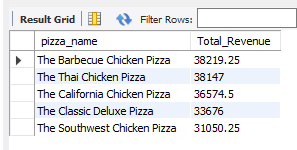 Result Grid Filter Rows:
pizza_name Total_Revenue
The Barbecue Chicken Pizza 38219.25
The Thai Chicken Pizza 38147
The California Chicken Pizza 36574.5
The Classic Deluxe Pizza 33676
The Southwest Chicken Pizza 31050.25